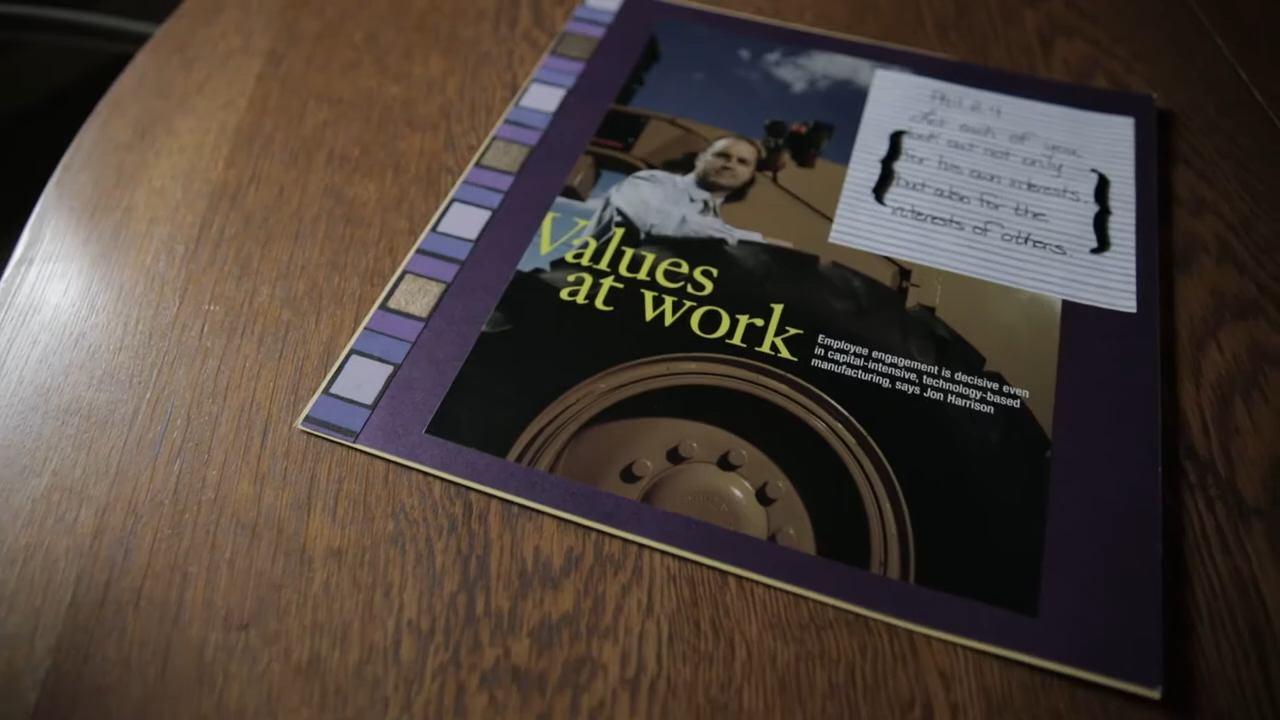 Phil 2:4
Let each of you
look out not only
for his own interests,
but also for the
interests of others.
Values
at work
Employee engagement is decisive even
in capital-intensive, technology-based
manufacturing, says Jon Harrison